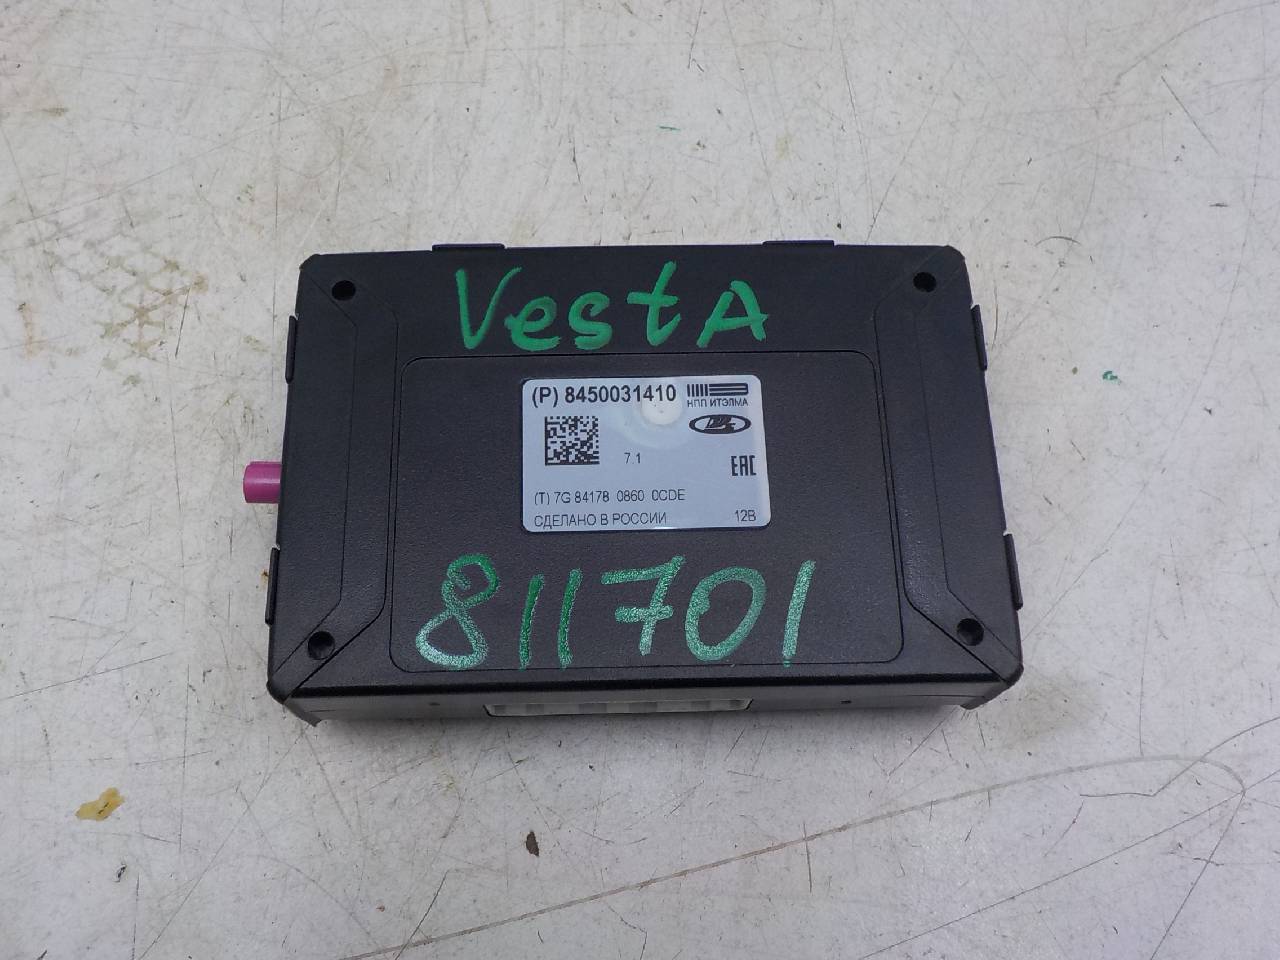 VestA
(P) 8450031410
НПП ИТЭЛМА
7.1
EAC
(T) 7G 84178 0860 0CDE
СДЕЛАНО В РОССИИ 12В
811701